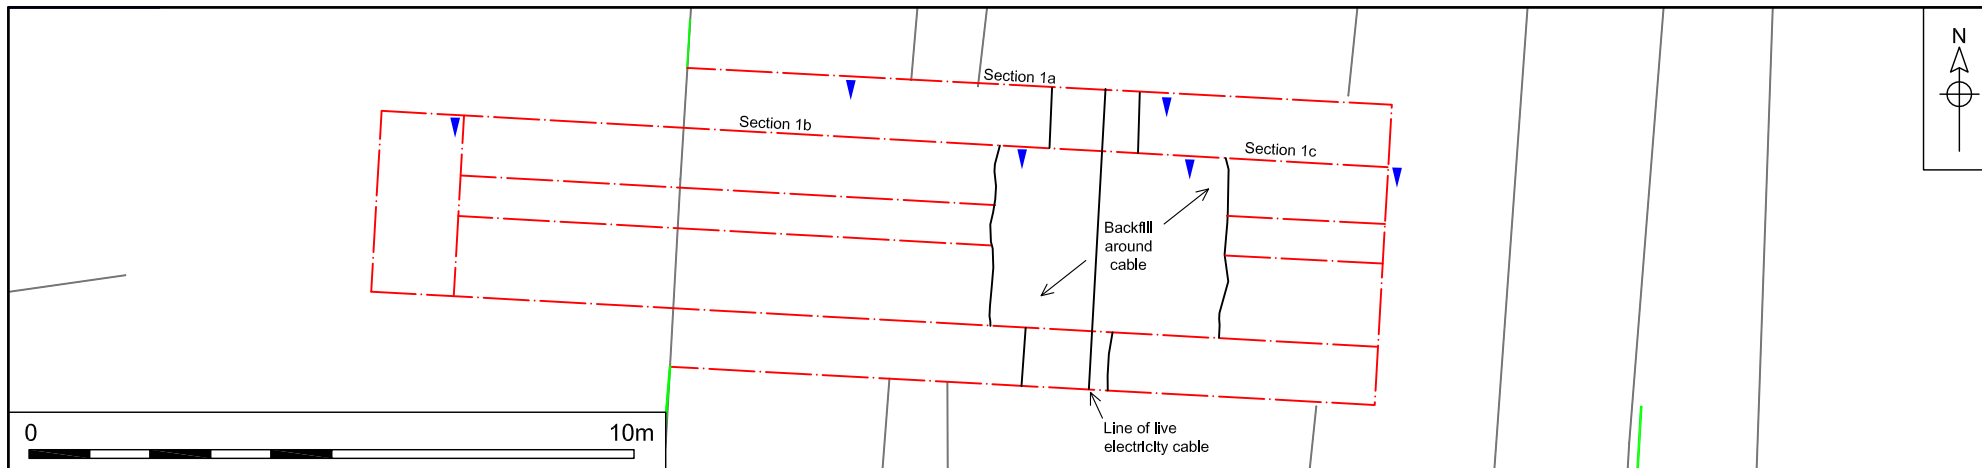 N
Section 1a
Section 1b
Section 1c
Backfill
around
cable
Line of live
electricity cable
0 10m